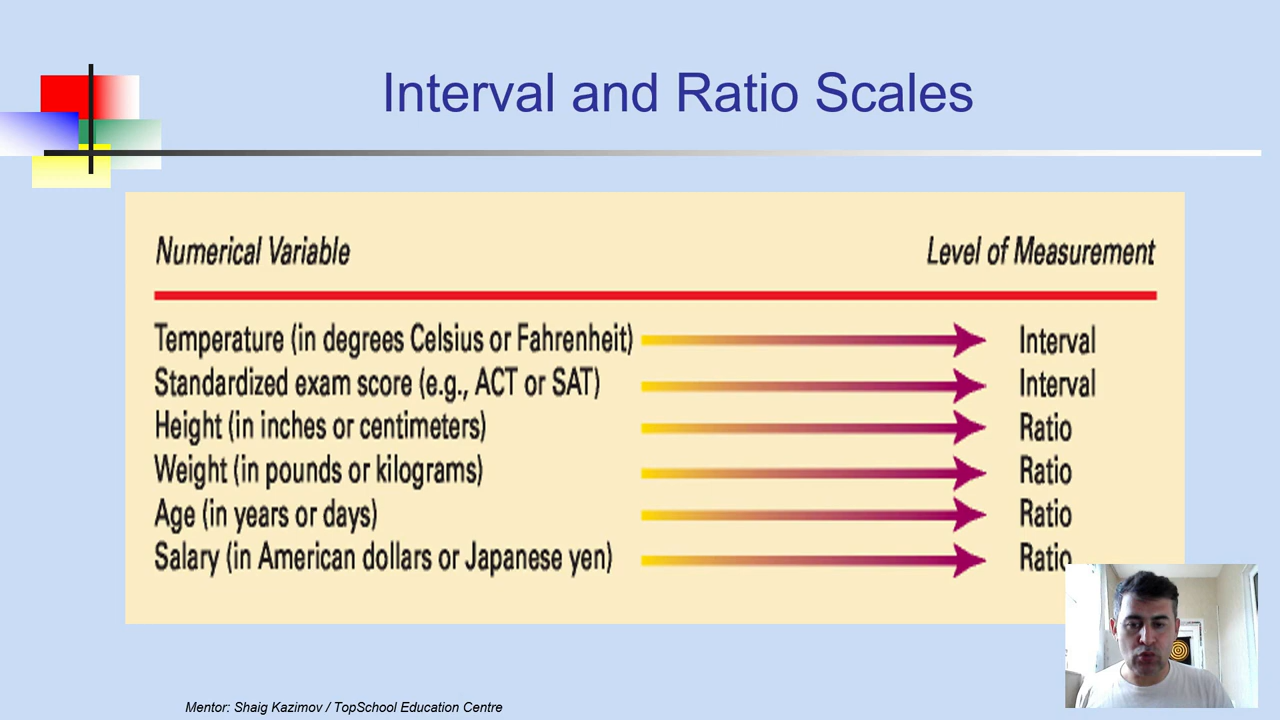 Interval and Ratio Scales
Numerical Variable Level of Measurement
Temperature (in degrees Celsius or Fahrenheit) Interval
Standardized exam score (e.g., ACT or SAT) Interval
Height (in inches or centimeters) Ratio
Weight (in pounds or kilograms) Ratio
Age (in years or days) Ratio
Salary (in American dollars or Japanese yen) Ratio
Mentor: Shaig Kazimov / TopSchool Education Centre